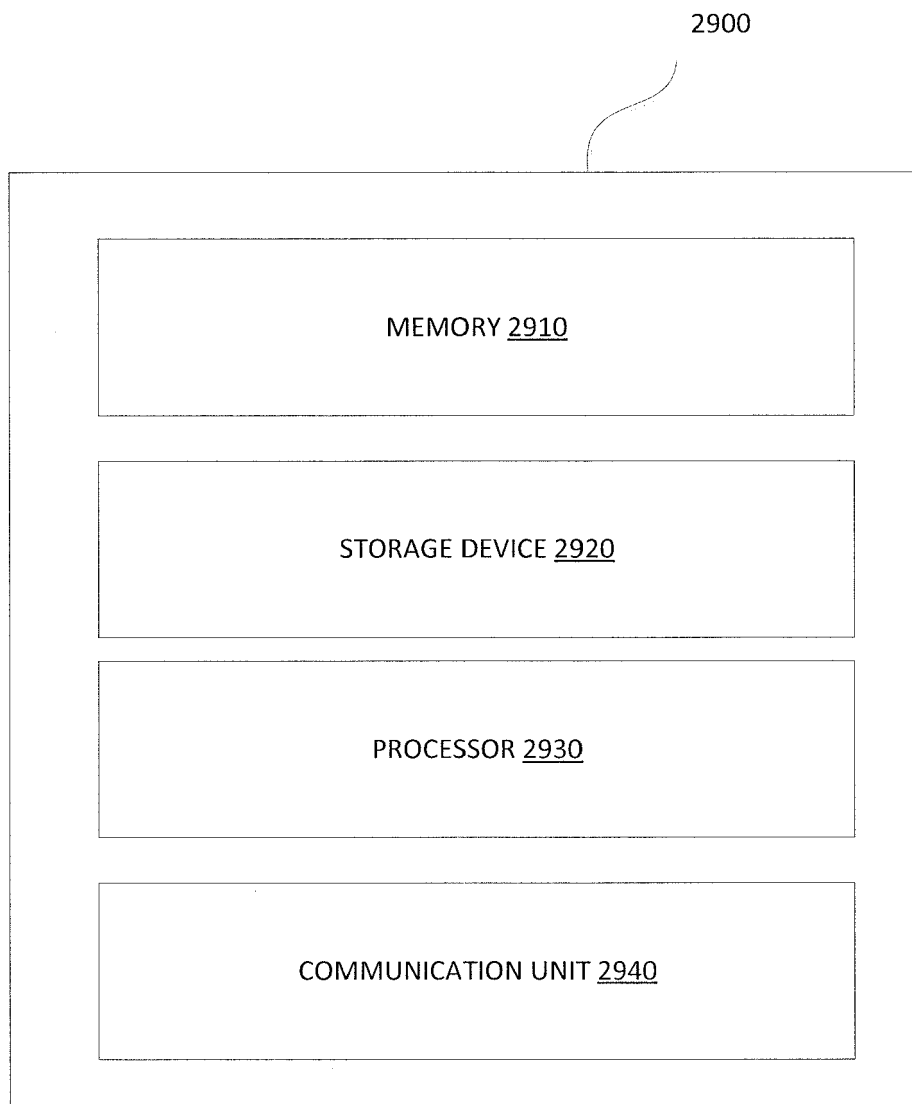 2900
MEMORY 2910
STORAGE DEVICE 2920
PROCESSOR 2930
COMMUNICATION UNIT 2940